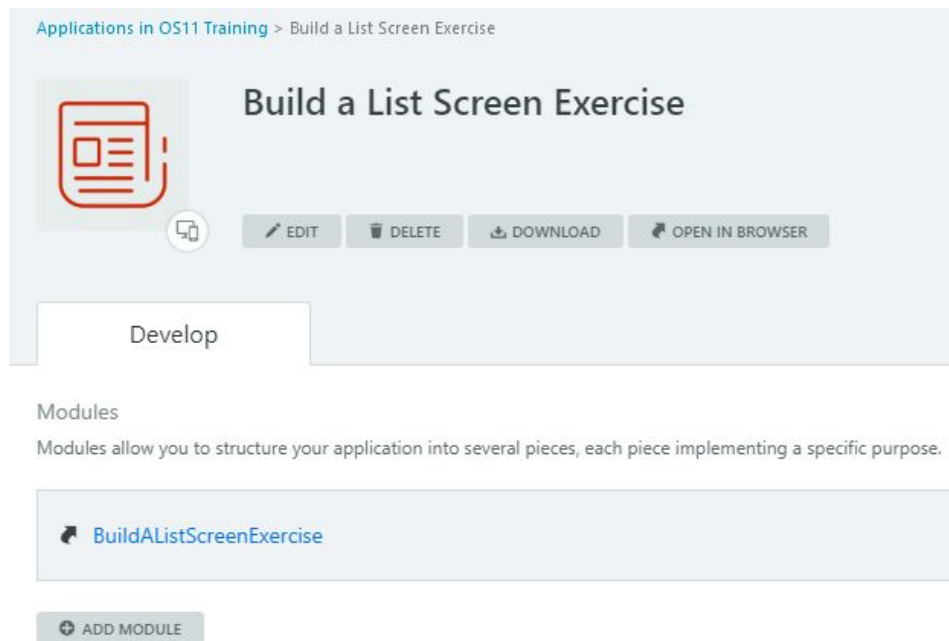 Applications in OS11 Training > Build a List Screen Exercise
Build a List Screen Exercise
EDIT DELETE DOWNLOAD OPEN IN BROWSER
Develop
Modules
Modules allow you to structure your application into several pieces, each piece implementing a specific purpose.
BuildAListScreenExercise
ADD MODULE